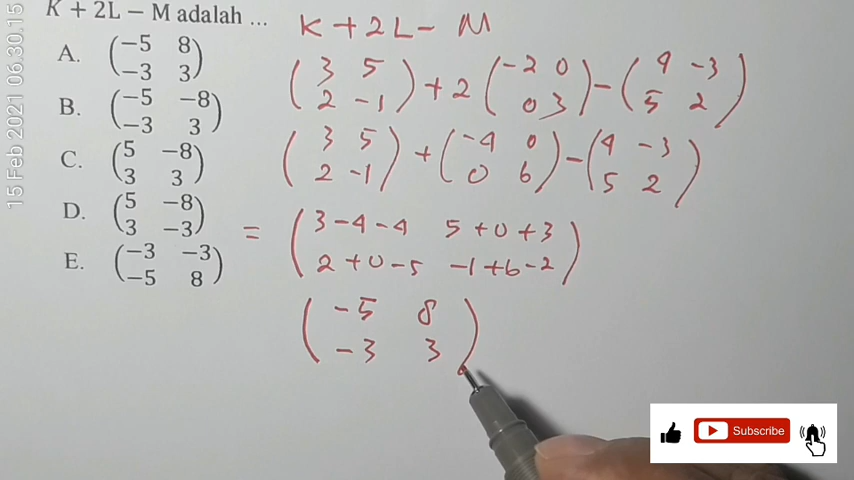 K + 2L − M adalah ...
A. (−5 8
−3 3)
B. (−5 −8
−3 3)
C. (5 −8
3 3)
D. (5 −8
3 −3)
E. (−3 −3
−5 8)
K + 2L - M
(3 5
2 -1) + 2 (-2 0
0 3) - (4 -3
5 2)
(3 5
2 -1) + (-4 0
0 6) - (4 -3
5 2)
= (3-4-4 5+0+3
2+0-5 -1+6-2)
(-5 8
-3 3)
15 Feb 2021 06.30.15
Subscribe